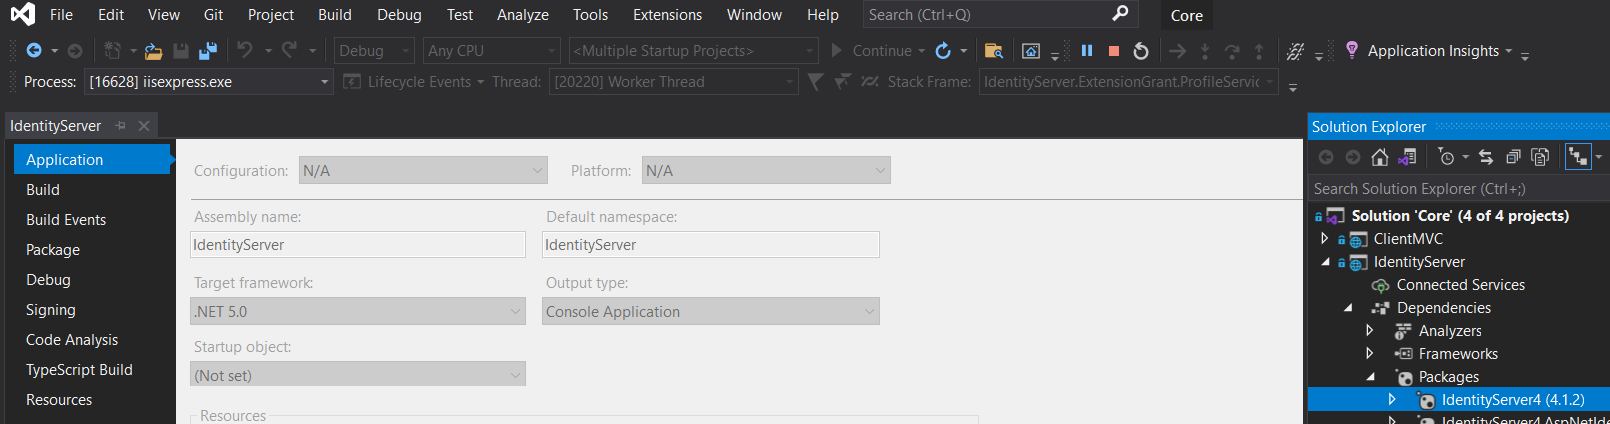 File Edit View Git Project Build Debug Test Analyze Tools Extensions Window Help Search (Ctrl+Q) Core
Debug Any CPU <Multiple Startup Projects> Continue Application Insights
Process: [16628] iisexpress.exe Lifecycle Events Thread: [20220] Worker Thread Stack Frame: IdentityServer.ExtensionGrant.ProfileServic
IdentityServer
Application
Build
Build Events
Package
Debug
Signing
Code Analysis
TypeScript Build
Resources
Configuration: N/A Platform: N/A
Assembly name: Default namespace:
IdentityServer IdentityServer
Target framework: Output type:
.NET 5.0 Console Application
Startup object:
(Not set)
Resources
Solution Explorer
Search Solution Explorer (Ctrl+;)
Solution 'Core' (4 of 4 projects)
ClientMVC
IdentityServer
Connected Services
Dependencies
Analyzers
Frameworks
Packages
IdentityServer4 (4.1.2)
IdentityServer4.AspNetIde